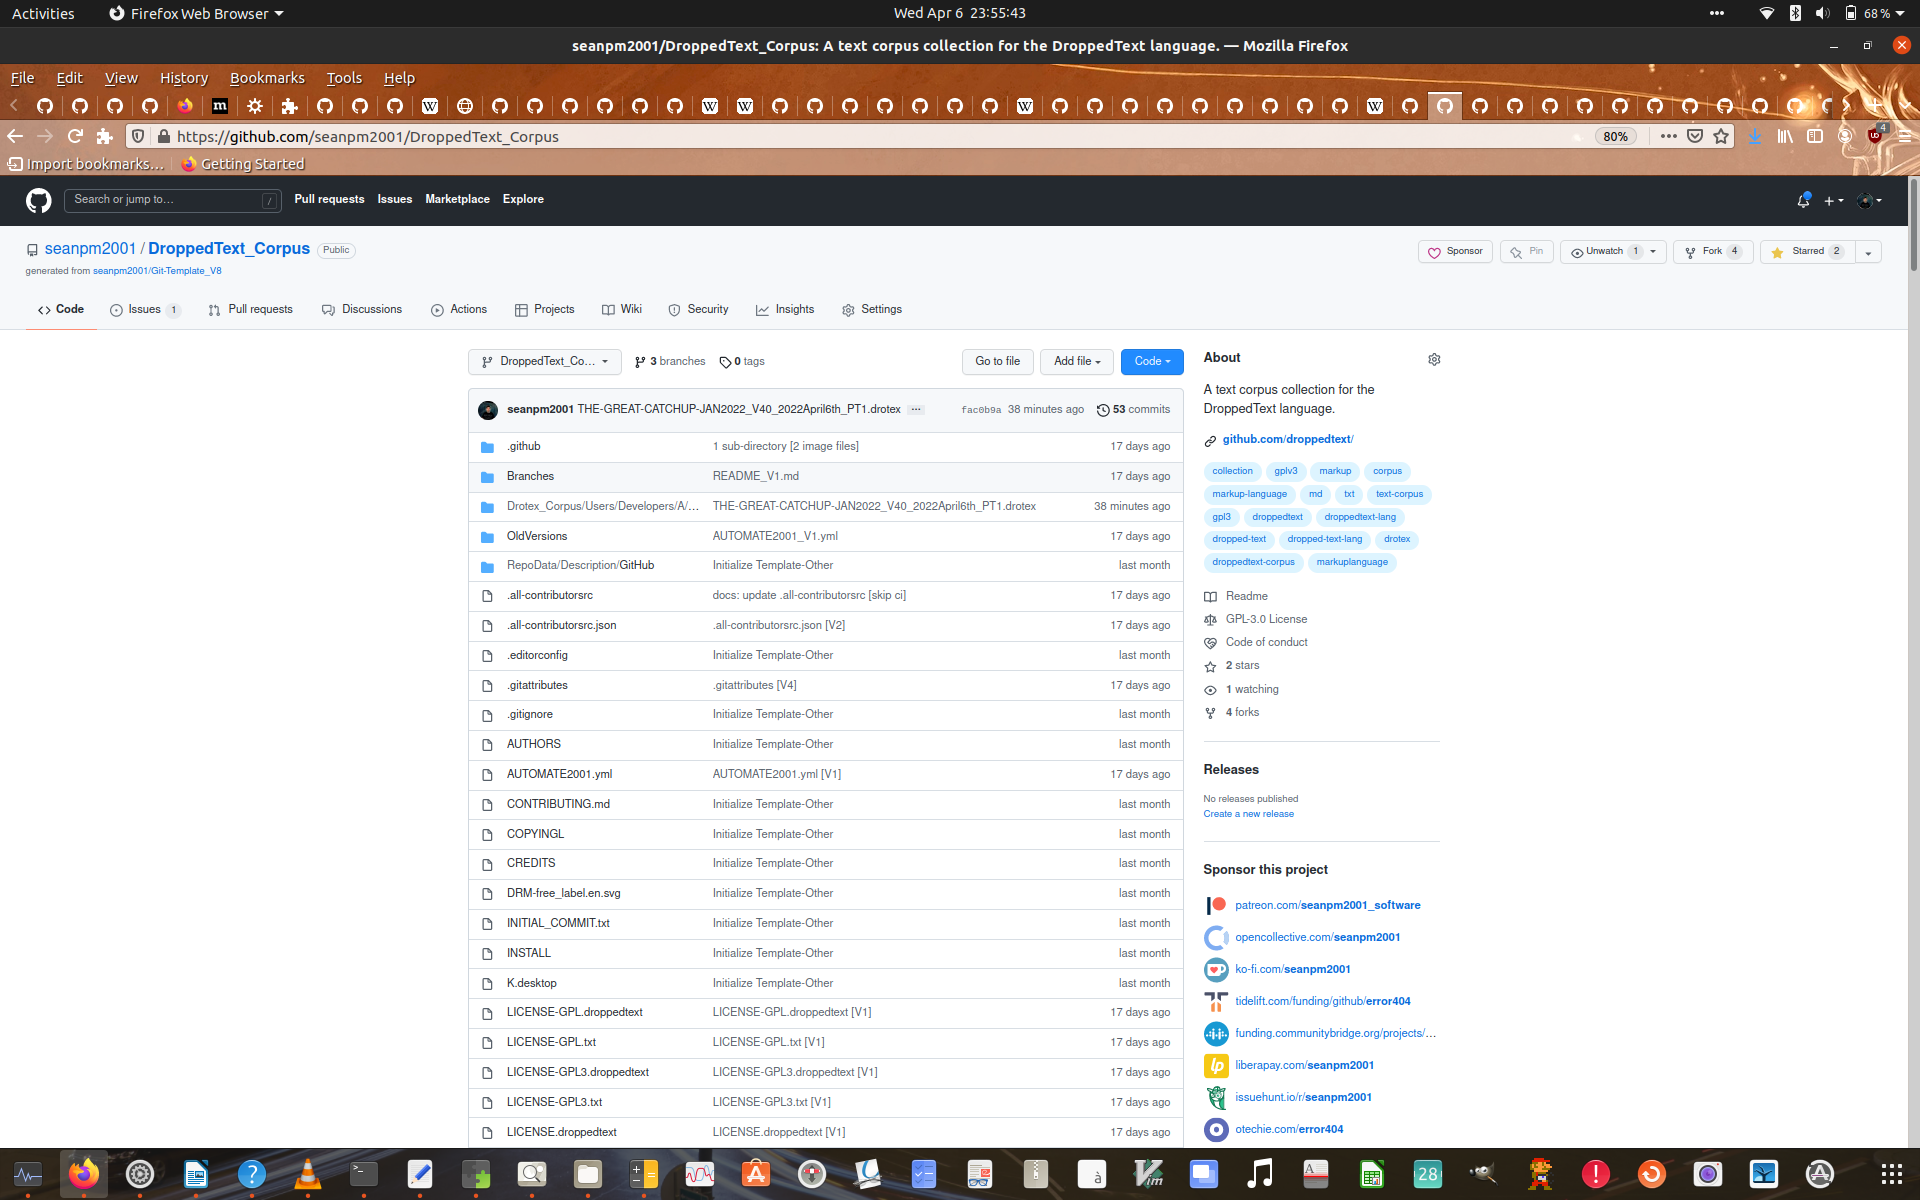 Activities Firefox Web Browser Wed Apr 6 23:55:43 68 %
seanpm2001/DroppedText_Corpus: A text corpus collection for the DroppedText language. — Mozilla Firefox
File Edit View History Bookmarks Tools Help
https://github.com/seanpm2001/DroppedText_Corpus 80% 4
Import bookmarks… Getting Started
Search or jump to… / Pull requests Issues Marketplace Explore
seanpm2001 / DroppedText_Corpus Public
generated from seanpm2001/Git-Template_V8
Sponsor Pin Unwatch 1 Fork 4 Starred 2
Code Issues 1 Pull requests Discussions Actions Projects Wiki Security Insights Settings
DroppedText_Co… 3 branches 0 tags Go to file Add file Code
seanpm2001 THE-GREAT-CATCHUP-JAN2022_V40_2022April6th_PT1.drotex … fac0b9a 38 minutes ago 53 commits
.github 1 sub-directory [2 image files] 17 days ago
Branches README_V1.md 17 days ago
Drotex_Corpus/Users/Developers/A/… THE-GREAT-CATCHUP-JAN2022_V40_2022April6th_PT1.drotex 38 minutes ago
OldVersions AUTOMATE2001_V1.yml 17 days ago
RepoData/Description/GitHub Initialize Template-Other last month
.all-contributorsrc docs: update .all-contributorsrc [skip ci] 17 days ago
.all-contributorsrc.json .all-contributorsrc.json [V2] 17 days ago
.editorconfig Initialize Template-Other last month
.gitattributes .gitattributes [V4] 17 days ago
.gitignore Initialize Template-Other last month
AUTHORS Initialize Template-Other last month
AUTOMATE2001.yml AUTOMATE2001.yml [V1] 17 days ago
CONTRIBUTING.md Initialize Template-Other last month
COPYINGL Initialize Template-Other last month
CREDITS Initialize Template-Other last month
DRM-free_label.en.svg Initialize Template-Other last month
INITIAL_COMMIT.txt Initialize Template-Other last month
INSTALL Initialize Template-Other last month
K.desktop Initialize Template-Other last month
LICENSE-GPL.droppedtext LICENSE-GPL.droppedtext [V1] 17 days ago
LICENSE-GPL.txt LICENSE-GPL.txt [V1] 17 days ago
LICENSE-GPL3.droppedtext LICENSE-GPL3.droppedtext [V1] 17 days ago
LICENSE-GPL3.txt LICENSE-GPL3.txt [V1] 17 days ago
LICENSE.droppedtext LICENSE.droppedtext [V1] 17 days ago
About
A text corpus collection for the
DroppedText language.
github.com/droppedtext/
collection gplv3 markup corpus
markup-language md txt text-corpus
gpl3 droppedtext droppedtext-lang
dropped-text dropped-text-lang drotex
droppedtext-corpus markuplanguage
Readme
GPL-3.0 License
Code of conduct
2 stars
1 watching
4 forks
Releases
No releases published
Create a new release
Sponsor this project
patreon.com/seanpm2001_software
opencollective.com/seanpm2001
ko-fi.com/seanpm2001
tidelift.com/funding/github/error404
funding.communitybridge.org/projects/…
liberapay.com/seanpm2001
issuehunt.io/r/seanpm2001
otechie.com/error404
28